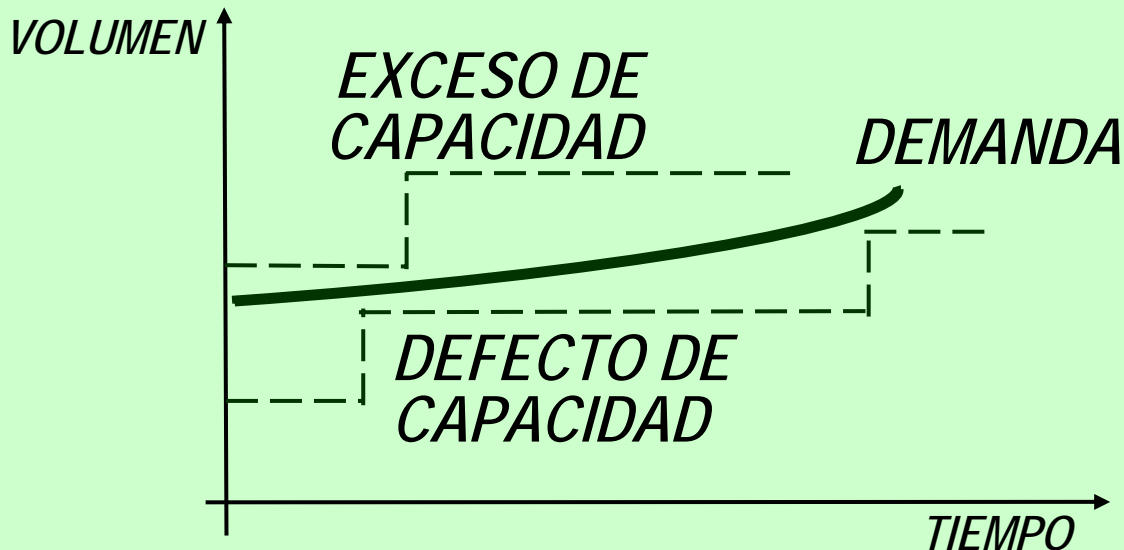 VOLUMEN
EXCESO DE
CAPACIDAD
DEMANDA
DEFECTO DE
CAPACIDAD
TIEMPO